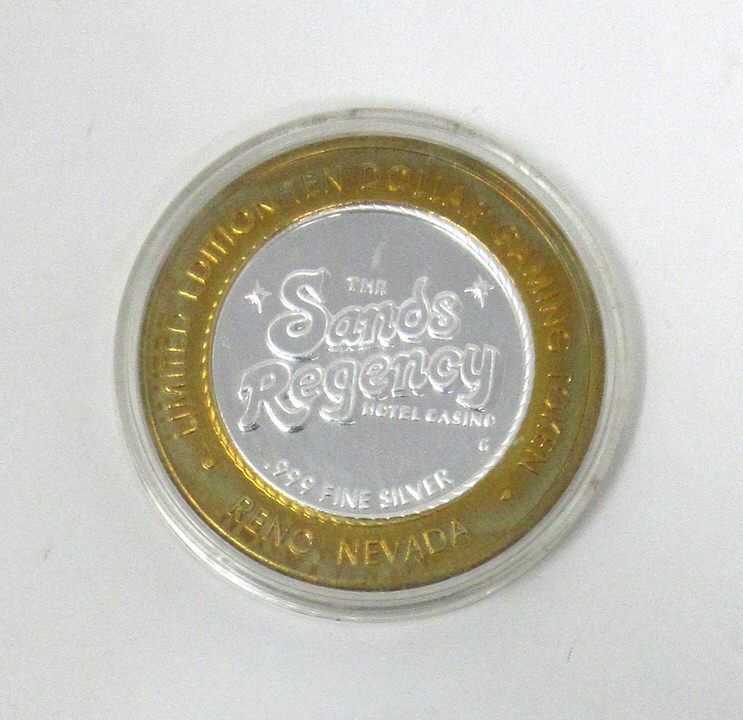 LIMITED EDITION TEN DOLLAR GAMING TOKEN
THE
Sands
Regency
HOTEL CASINO
G
.999 FINE SILVER
• RENO, NEVADA •